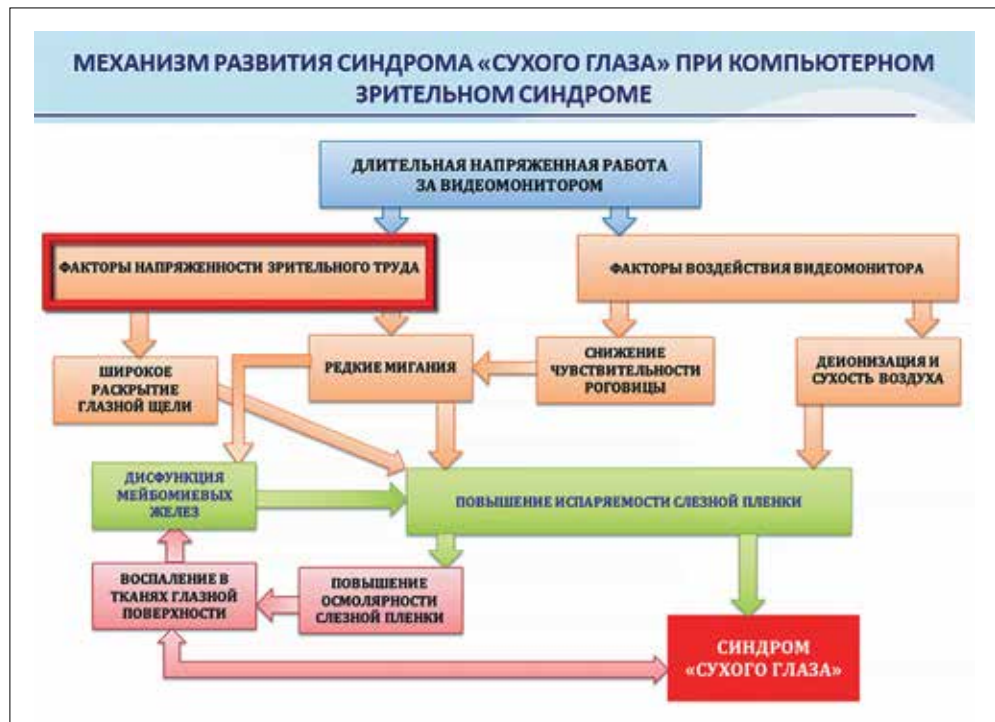 МЕХАНИЗМ РАЗВИТИЯ СИНДРОМА «СУХОГО ГЛАЗА» ПРИ КОМПЬЮТЕРНОМ
ЗРИТЕЛЬНОМ СИНДРОМЕ
ДЛИТЕЛЬНАЯ НАПРЯЖЕННАЯ РАБОТА
ЗА ВИДЕОМОНИТОРОМ
ФАКТОРЫ НАПРЯЖЕННОСТИ ЗРИТЕЛЬНОГО ТРУДА
ФАКТОРЫ ВОЗДЕЙСТВИЯ ВИДЕОМОНИТОРА
ШИРОКОЕ
РАСКРЫТИЕ
ГЛАЗНОЙ ЩЕЛИ
РЕДКИЕ МИГАНИЯ
СНИЖЕНИЕ
ЧУВСТВИТЕЛЬНОСТИ
РОГОВИЦЫ
ДЕИОНИЗАЦИЯ И
СУХОСТЬ ВОЗДУХА
ДИСФУНКЦИЯ
МЕЙБОМИЕВЫХ
ЖЕЛЕЗ
ПОВЫШЕНИЕ ИСПАРЯЕМОСТИ СЛЕЗНОЙ ПЛЕНКИ
ВОСПАЛЕНИЕ В
ТКАНЯХ ГЛАЗНОЙ
ПОВЕРХНОСТИ
ПОВЫШЕНИЕ
ОСМОЛЯРНОСТИ
СЛЕЗНОЙ ПЛЕНКИ
СИНДРОМ
«СУХОГО ГЛАЗА»